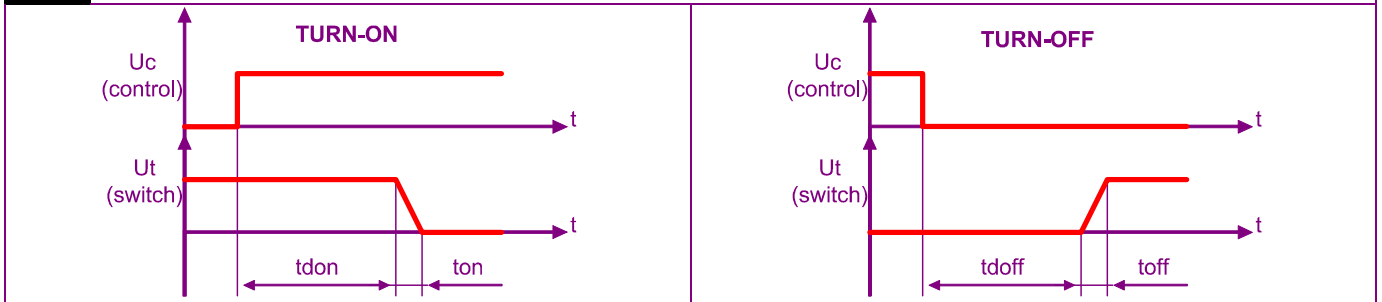 TURN-ON
Uc
(control)
t
Ut
(switch)
t
tdon
ton
TURN-OFF
Uc
(control)
t
Ut
(switch)
t
tdoff
toff